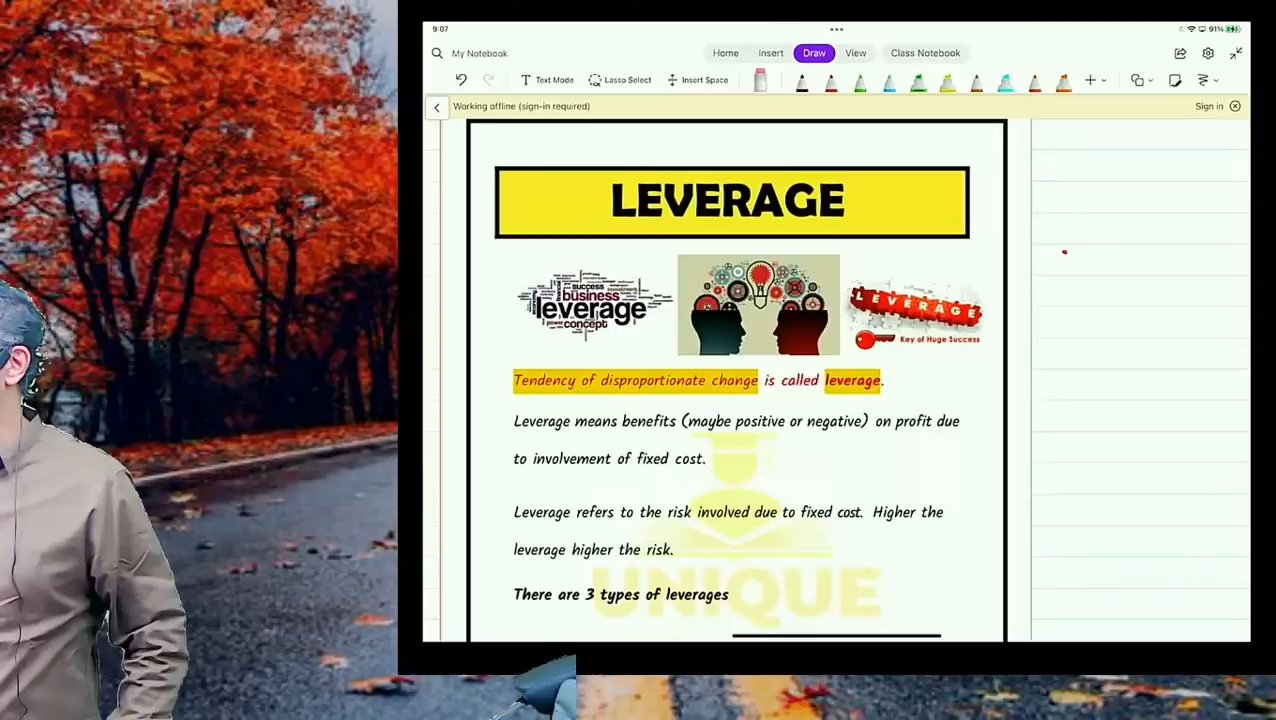 9:07
91%
My Notebook
Home Insert Draw View Class Notebook
Text Mode Lasso Select Insert Space
Working offline (sign-in required) Sign in
LEVERAGE
success
business
leverage
concept
LEVERAGE
Key of Huge Success
Tendency of disproportionate change is called leverage.
Leverage means benefits (maybe positive or negative) on profit due
to involvement of fixed cost.
Leverage refers to the risk involved due to fixed cost. Higher the
leverage higher the risk.
There are 3 types of leverages
UNIQUE